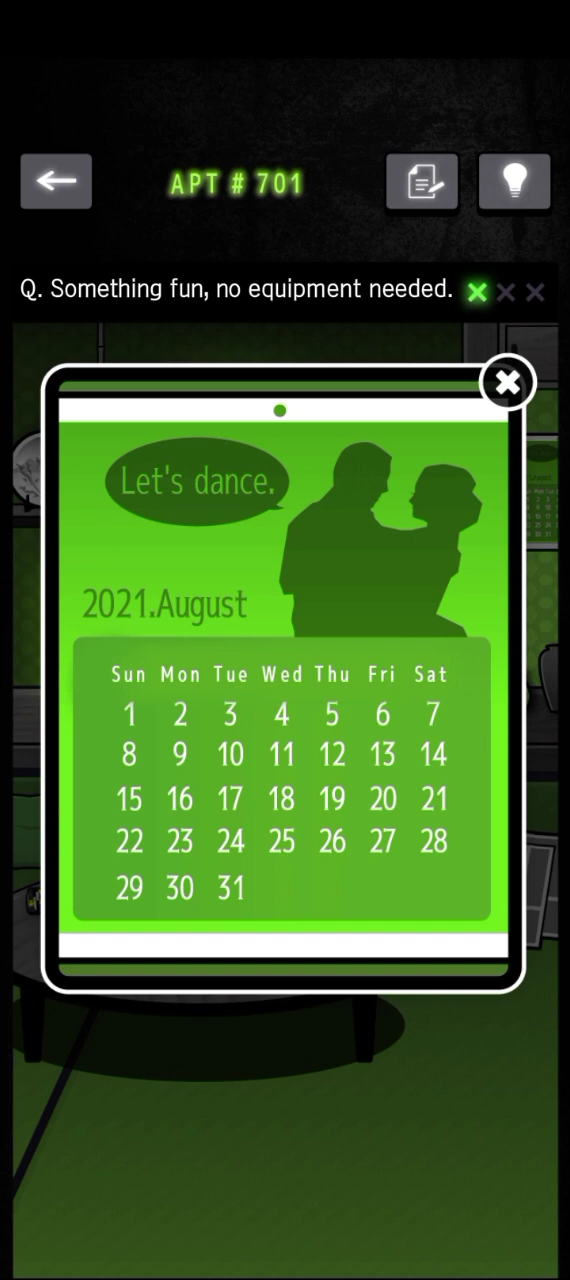 APT # 701
Q. Something fun, no equipment needed.
Let's dance.
2021.August
Sun Mon Tue Wed Thu Fri Sat
1 2 3 4 5 6 7
8 9 10 11 12 13 14
15 16 17 18 19 20 21
22 23 24 25 26 27 28
29 30 31